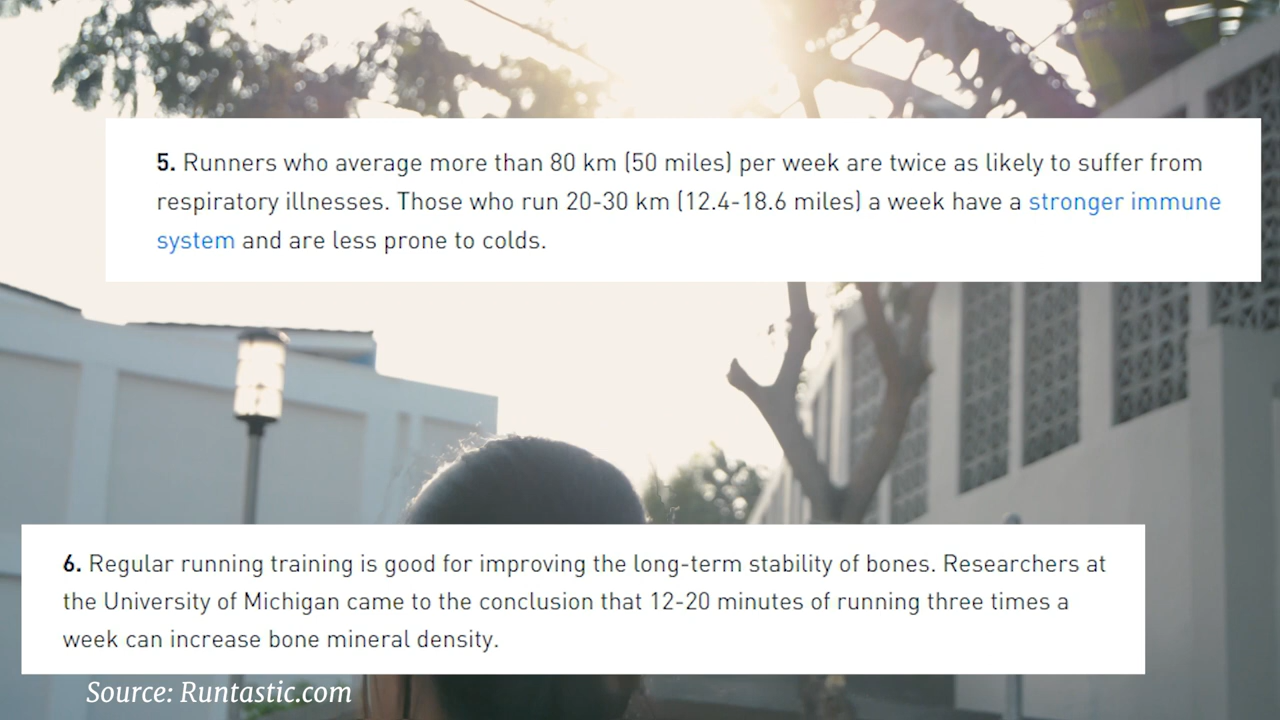 5. Runners who average more than 80 km (50 miles) per week are twice as likely to suffer from
respiratory illnesses. Those who run 20-30 km (12.4-18.6 miles) a week have a stronger immune
system and are less prone to colds.
6. Regular running training is good for improving the long-term stability of bones. Researchers at
the University of Michigan came to the conclusion that 12-20 minutes of running three times a
week can increase bone mineral density.
Source: Runtastic.com